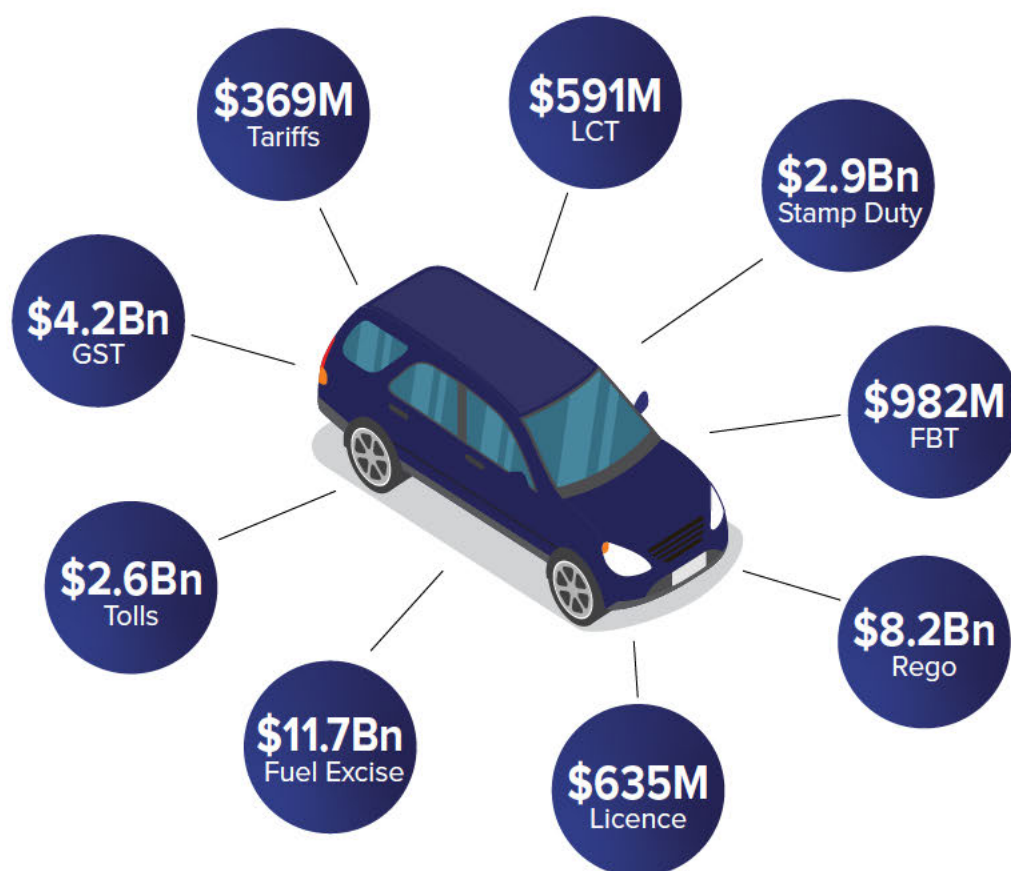 $369M
Tariffs
$591M
LCT
$2.9Bn
Stamp Duty
$4.2Bn
GST
$982M
FBT
$2.6Bn
Tolls
$8.2Bn
Rego
$11.7Bn
Fuel Excise
$635M
Licence